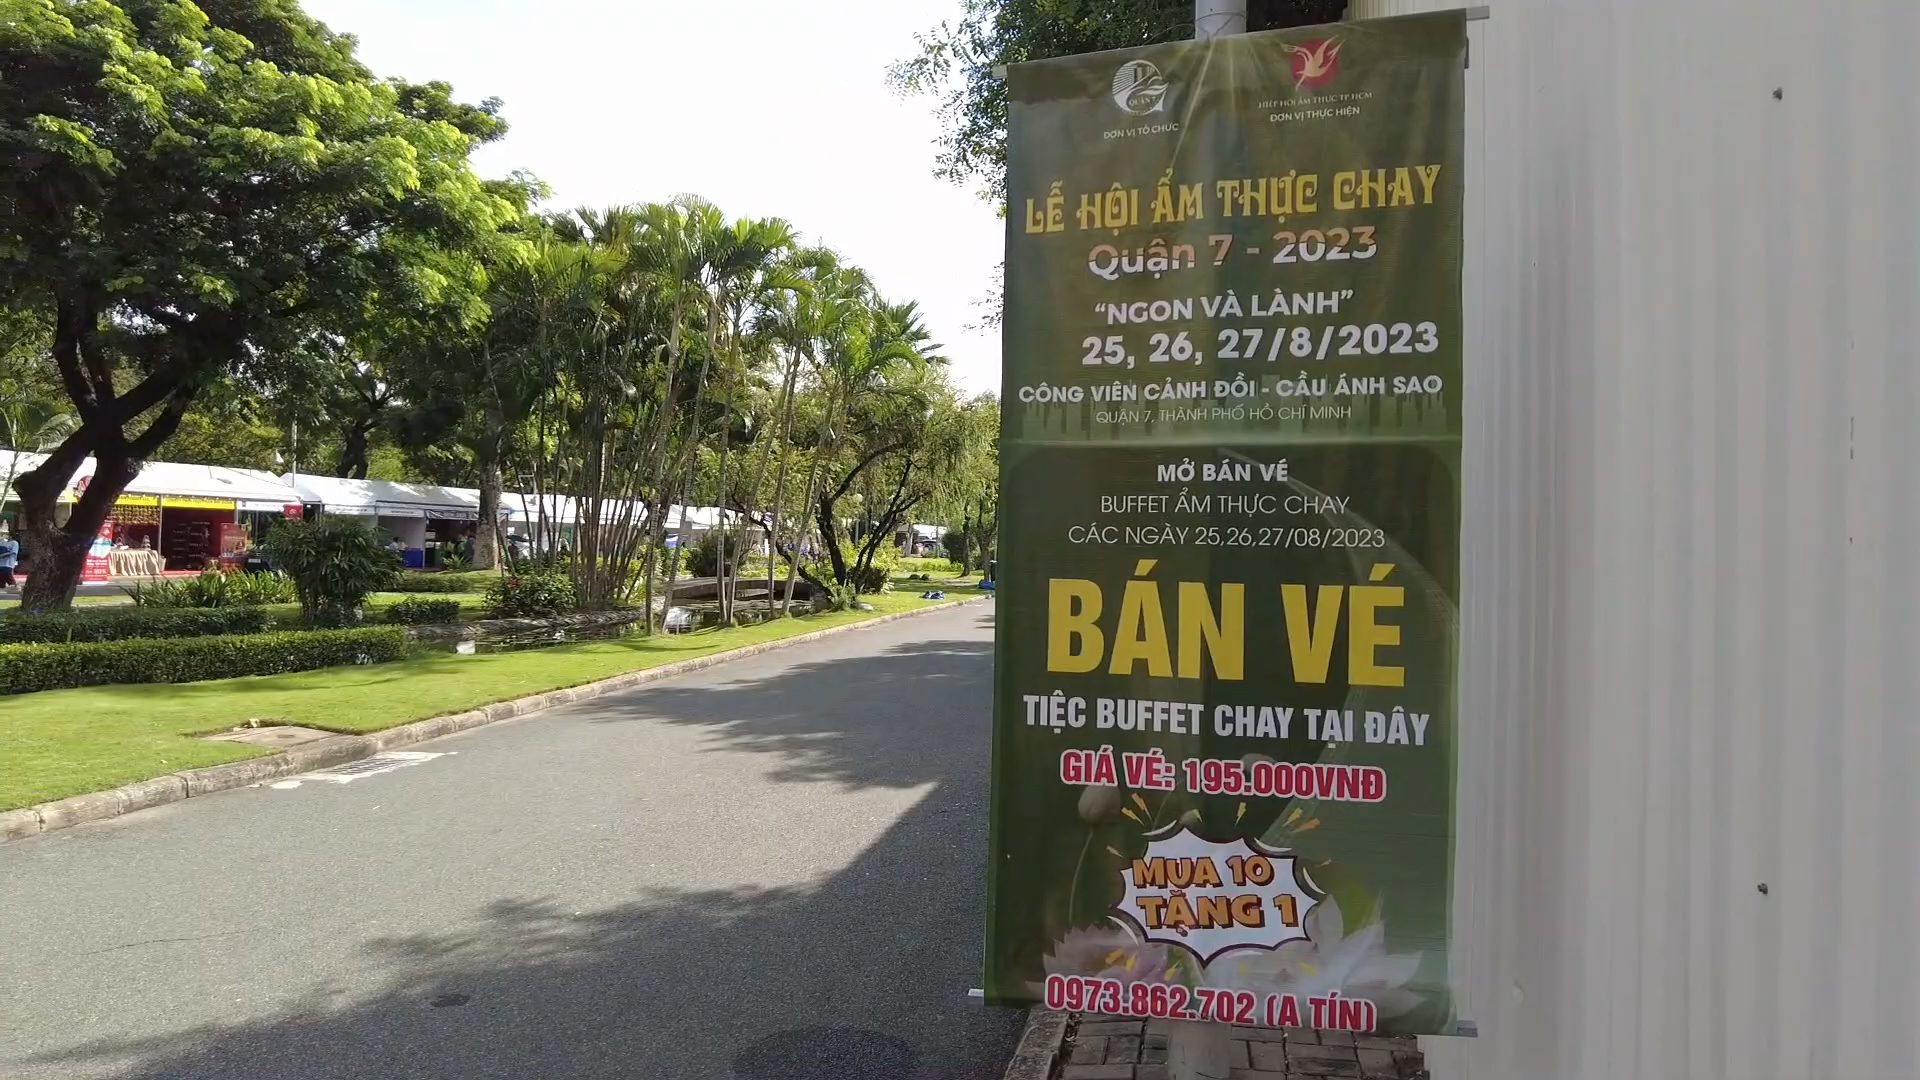 QUẬN 7
ĐƠN VỊ TỔ CHỨC
HIỆP HỘI ẨM THỰC TP HCM
ĐƠN VỊ THỰC HIỆN
LỄ HỘI ẨM THỰC CHAY
Quận 7 - 2023
“NGON VÀ LÀNH”
25, 26, 27/8/2023
CÔNG VIÊN CẢNH ĐỒI - CẦU ÁNH SAO
QUẬN 7, THÀNH PHỐ HỒ CHÍ MINH
MỞ BÁN VÉ
BUFFET ẨM THỰC CHAY
CÁC NGÀY 25,26,27/08/2023
BÁN VÉ
TIỆC BUFFET CHAY TẠI ĐÂY
GIÁ VÉ: 195.000VNĐ
MUA 10
TẶNG 1
0973.862.702 (A TÍN)